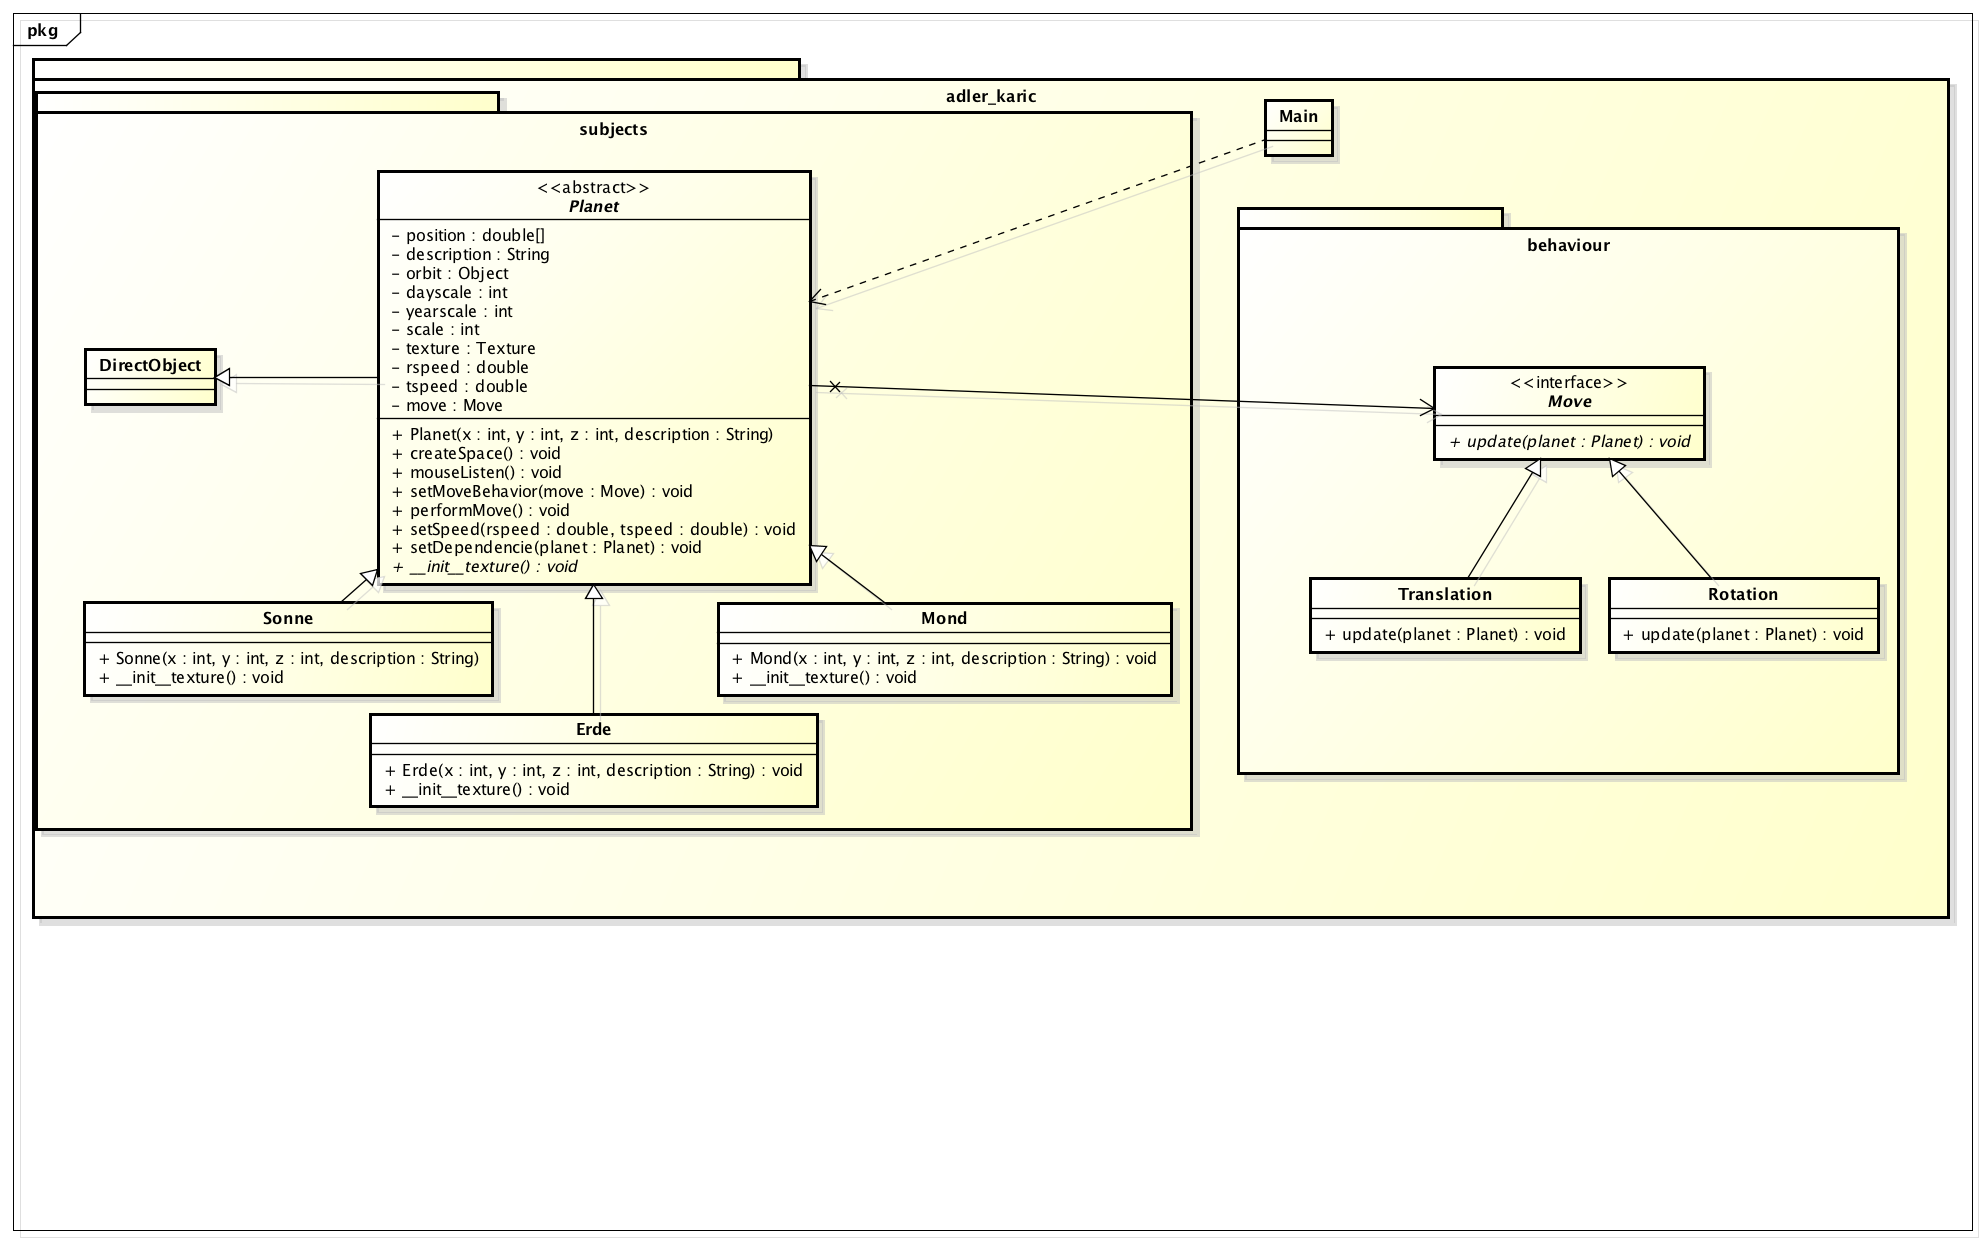 pkg
adler_karic
subjects
Main
<<abstract>>
Planet
- position : double[]
- description : String
- orbit : Object
- dayscale : int
- yearscale : int
- scale : int
- texture : Texture
- rspeed : double
- tspeed : double
- move : Move
+ Planet(x : int, y : int, z : int, description : String)
+ createSpace() : void
+ mouseListen() : void
+ setMoveBehavior(move : Move) : void
+ performMove() : void
+ setSpeed(rspeed : double, tspeed : double) : void
+ setDependencie(planet : Planet) : void
+ __init__texture() : void
DirectObject
Sonne
+ Sonne(x : int, y : int, z : int, description : String)
+ __init__texture() : void
Mond
+ Mond(x : int, y : int, z : int, description : String) : void
+ __init__texture() : void
Erde
+ Erde(x : int, y : int, z : int, description : String) : void
+ __init__texture() : void
behaviour
<<interface>>
Move
+ update(planet : Planet) : void
Translation
+ update(planet : Planet) : void
Rotation
+ update(planet : Planet) : void